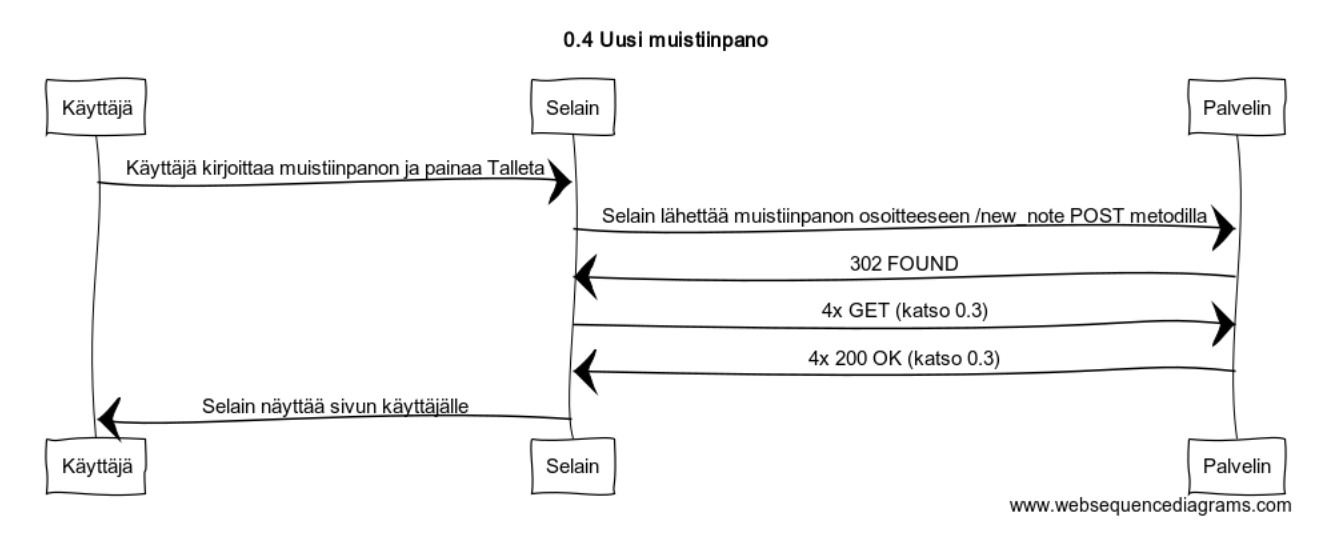 0.4 Uusi muistiinpano
Käyttäjä
Selain
Palvelin
Käyttäjä kirjoittaa muistiinpanon ja painaa Talleta
Selain lähettää muistiinpanon osoitteeseen /new_note POST metodilla
302 FOUND
4x GET (katso 0.3)
4x 200 OK (katso 0.3)
Selain näyttää sivun käyttäjälle
Käyttäjä
Selain
Palvelin
www.websequencediagrams.com